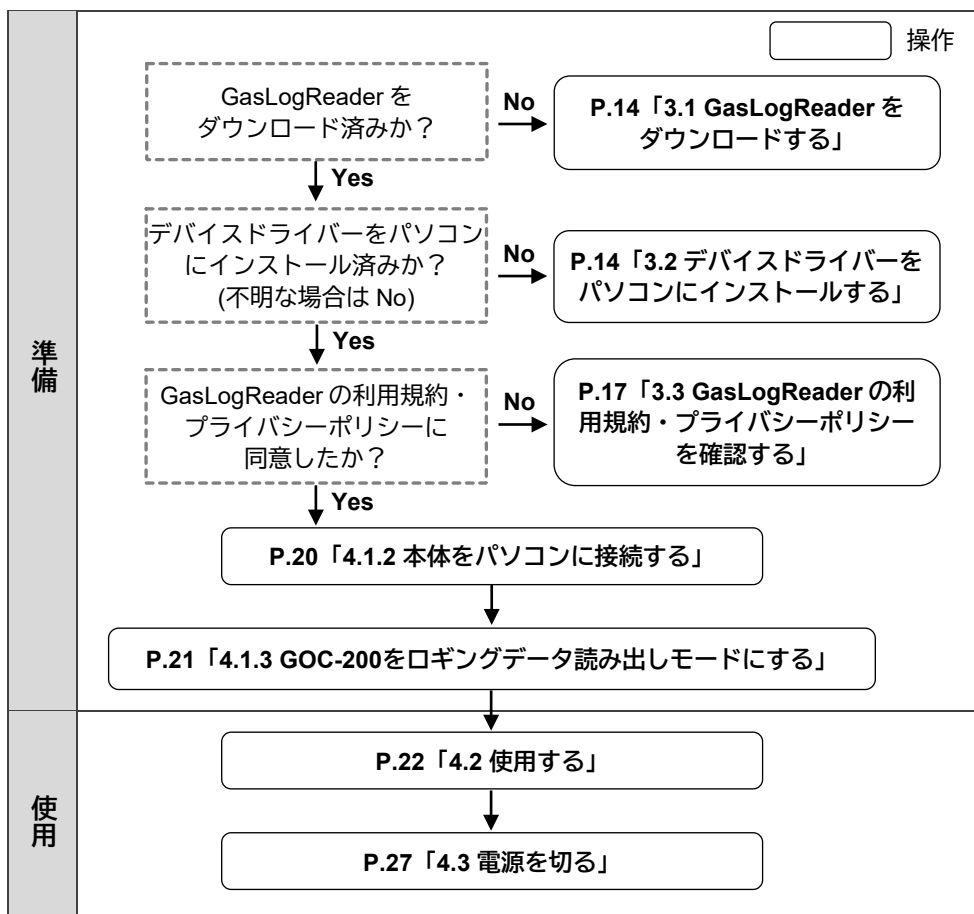 操作
GasLogReader を
ダウンロード済みか？
No
P.14「3.1 GasLogReader を
ダウンロードする」
Yes
デバイスドライバーをパソコン
にインストール済みか？
(不明な場合は No)
No
P.14「3.2 デバイスドライバーを
パソコンにインストールする」
Yes
準備
GasLogReader の利用規約・
プライバシーポリシーに
同意したか？
No
P.17「3.3 GasLogReader の利
用規約・プライバシーポリシー
を確認する」
Yes
P.20「4.1.2 本体をパソコンに接続する」
P.21「4.1.3 GOC-200をロギングデータ読み出しモードにする」
使用
P.22「4.2 使用する」
P.27「4.3 電源を切る」